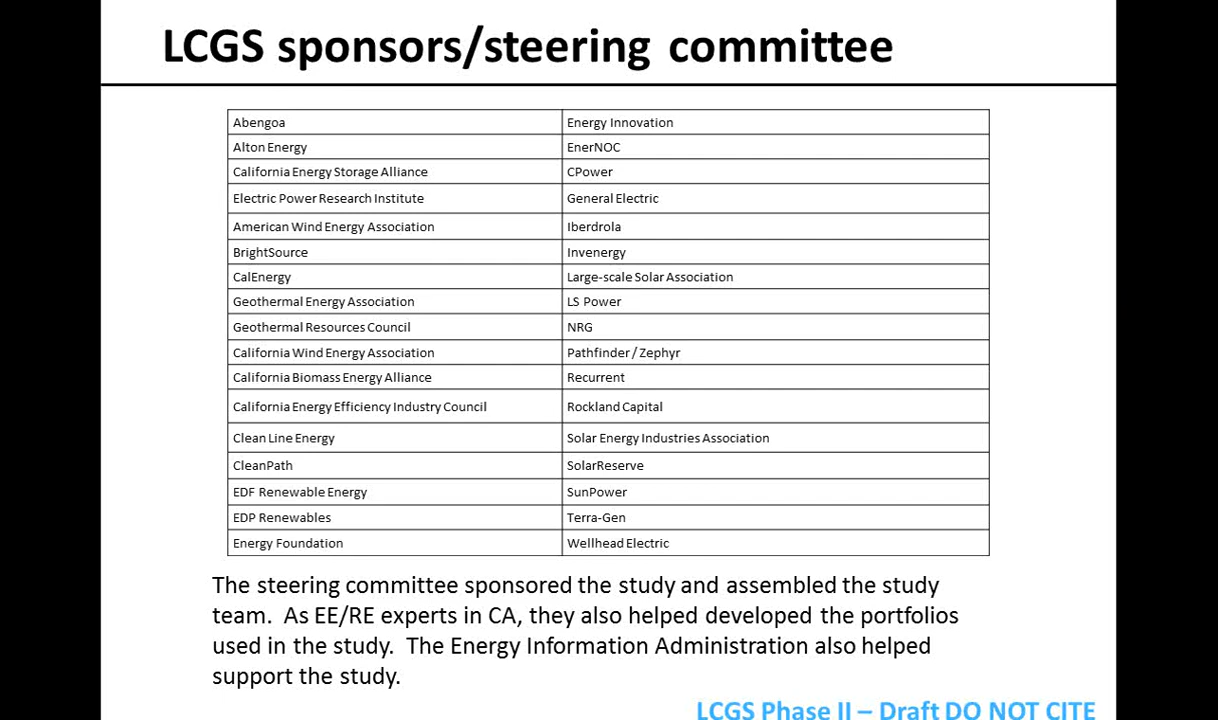 LCGS sponsors/steering committee
Abengoa Energy Innovation
Alton Energy EnerNOC
California Energy Storage Alliance CPower
Electric Power Research Institute General Electric
American Wind Energy Association Iberdrola
BrightSource Invenergy
CalEnergy Large-scale Solar Association
Geothermal Energy Association LS Power
Geothermal Resources Council NRG
California Wind Energy Association Pathfinder / Zephyr
California Biomass Energy Alliance Recurrent
California Energy Efficiency Industry Council Rockland Capital
Clean Line Energy Solar Energy Industries Association
CleanPath SolarReserve
EDF Renewable Energy SunPower
EDP Renewables Terra-Gen
Energy Foundation Wellhead Electric
The steering committee sponsored the study and assembled the study
team. As EE/RE experts in CA, they also helped developed the portfolios
used in the study. The Energy Information Administration also helped
support the study.
LCGS Phase II – Draft DO NOT CITE